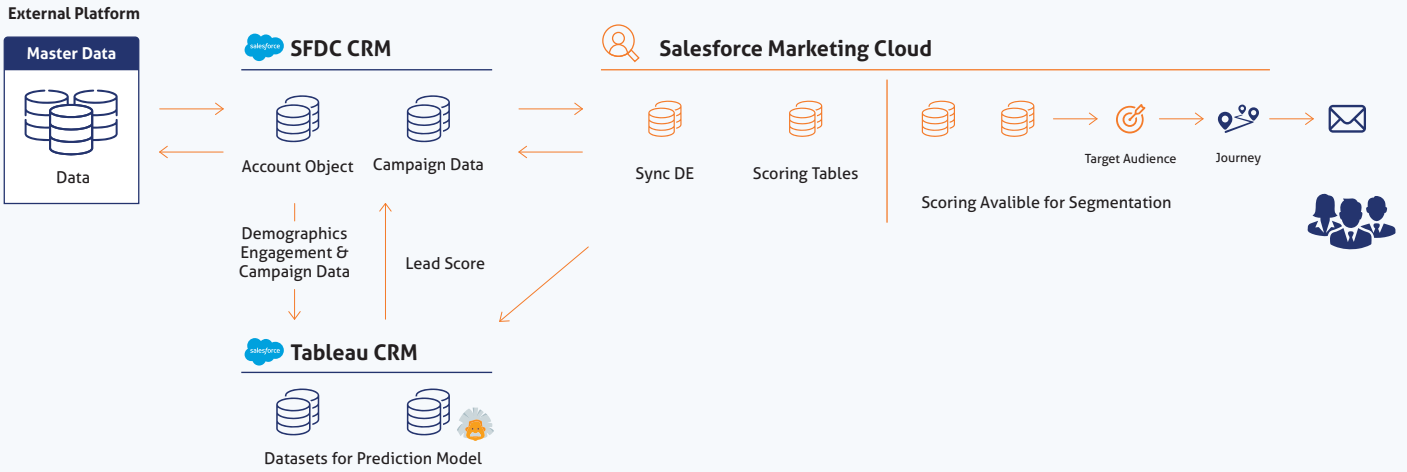 External Platform
Master Data
Data
salesforce
SFDC CRM
Account Object
Campaign Data
Salesforce Marketing Cloud
Sync DE
Scoring Tables
Target Audience
Journey
Scoring Avalible for Segmentation
Demographics
Engagement &
Campaign Data
Lead Score
salesforce
Tableau CRM
Datasets for Prediction Model